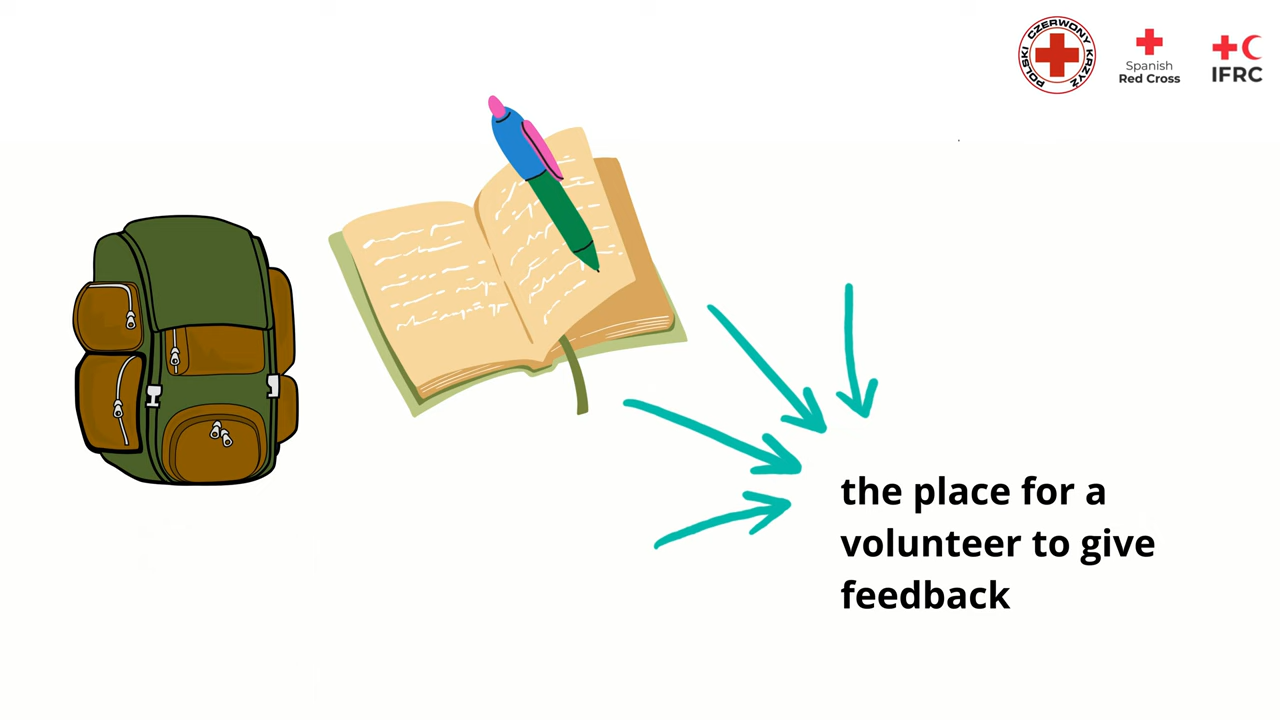 POLSKI CZERWONY KRZYŻ
Spanish
Red Cross
IFRC
the place for a
volunteer to give
feedback